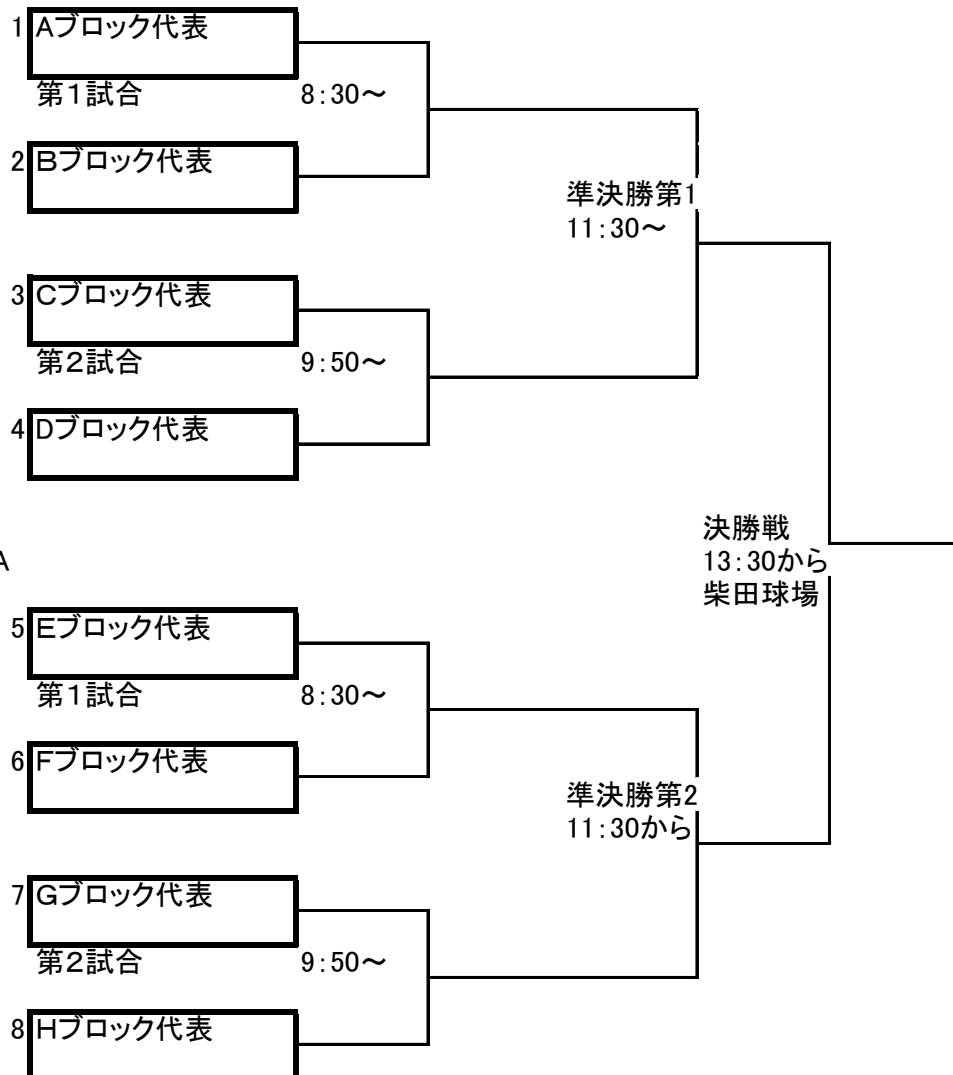 1 Aブロック代表
第1試合 8:30～
2 Bブロック代表
準決勝第1
11:30～
3 Cブロック代表
第2試合 9:50～
4 Dブロック代表
決勝戦
13:30から
柴田球場
A
5 Eブロック代表
第1試合 8:30～
6 Fブロック代表
準決勝第2
11:30から
7 Gブロック代表
第2試合 9:50～
8 Hブロック代表